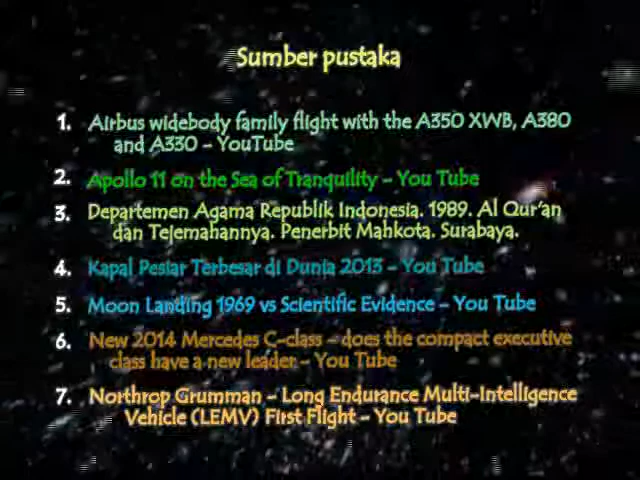 Sumber pustaka
1. Airbus widebody family flight with the A350 XWB, A380
and A330 – YouTube
2. Apollo 11 on the Sea of Tranquility – You Tube
3. Departemen Agama Republik Indonesia. 1989. Al Qur'an
dan Tejemahannya. Penerbit Mahkota. Surabaya.
4. Kapal Pesiar Terbesar di Dunia 2013 – You Tube
5. Moon Landing 1969 vs Scientific Evidence – You Tube
6. New 2014 Mercedes C-class – does the compact executive
class have a new leader – You Tube
7. Northrop Grumman – Long Endurance Multi-Intelligence
Vehicle (LEMV) First Flight – You Tube